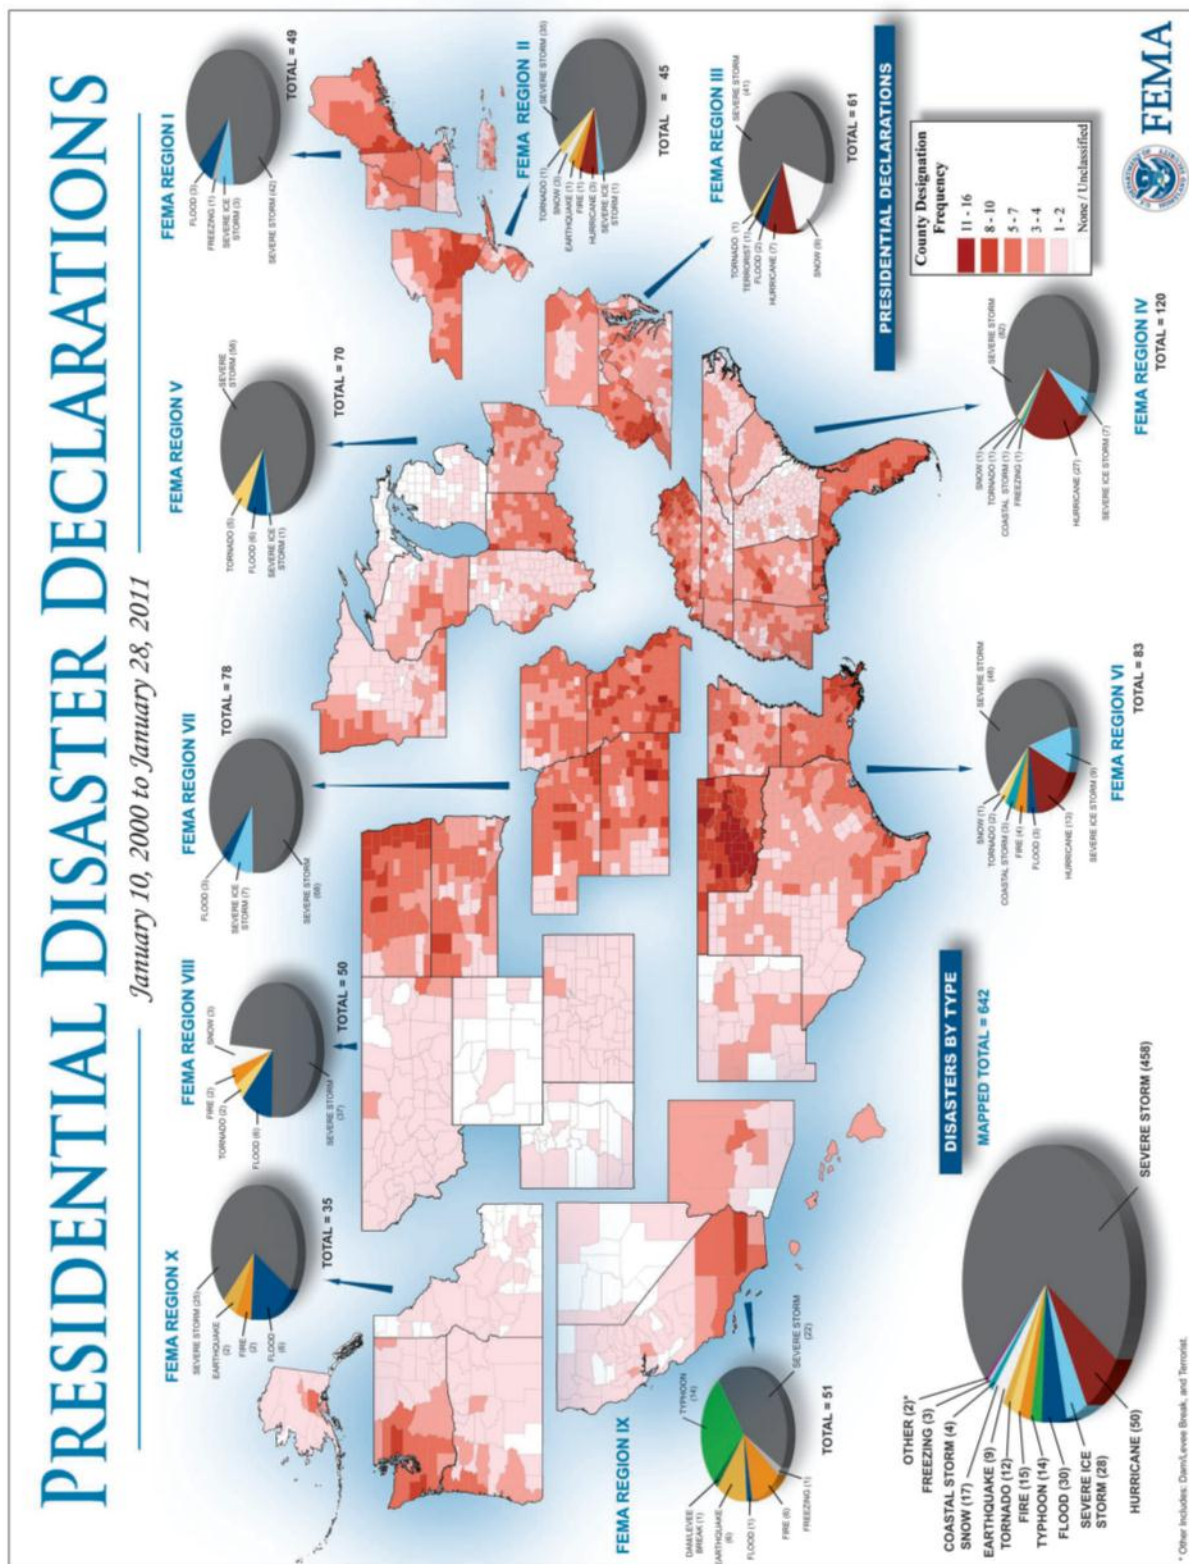 PRESIDENTIAL DISASTER DECLARATIONS
January 10, 2000 to January 28, 2011
FEMA REGION X
SEVERE STORM (25)
EARTHQUAKE
(2)
FIRE
(2)
FLOOD
(6)
TOTAL = 35
FEMA REGION VIII
SNOW (3)
FIRE (2)
TORNADO (2)
FLOOD (6)
SEVERE STORM
(37)
TOTAL = 50
FEMA REGION VII
FLOOD (3)
SEVERE ICE
STORM (7)
SEVERE STORM
(68)
TOTAL = 78
FEMA REGION V
SEVERE
STORM (58)
TORNADO (5)
FLOOD (6)
SEVERE ICE
STORM (1)
TOTAL = 70
FEMA REGION I
FLOOD (3)
FREEZING (1)
SEVERE ICE
STORM (3)
SEVERE STORM (42)
TOTAL = 49
FEMA REGION II
SEVERE STORM (35)
TORNADO (1)
SNOW (3)
EARTHQUAKE (1)
FIRE (1)
HURRICANE (3)
SEVERE ICE
STORM (1)
TOTAL = 45
FEMA REGION III
SEVERE STORM
(41)
TORNADO (1)
TERRORIST (1)
FLOOD (2)
HURRICANE (7)
SNOW (9)
TOTAL = 61
FEMA REGION IX
TYPHOON
(14)
DAM/LEVEE
BREAK (1)
EARTHQUAKE
(6)
FLOOD (1)
FIRE (6)
FREEZING (1)
SEVERE STORM
(22)
TOTAL = 51
FEMA REGION VI
SEVERE STORM
(48)
SNOW (1)
TORNADO (2)
COASTAL STORM (3)
FIRE (4)
FLOOD (3)
HURRICANE (13)
SEVERE ICE STORM (9)
TOTAL = 83
FEMA REGION IV
SEVERE STORM
(82)
SNOW (1)
TORNADO (1)
COASTAL STORM (1)
FREEZING (1)
HURRICANE (27)
SEVERE ICE STORM (7)
TOTAL = 120
PRESIDENTIAL DECLARATIONS
County Designation
Frequency
11 - 16
8 - 10
5 - 7
3 - 4
1 - 2
None / Unclassified
DISASTERS BY TYPE
MAPPED TOTAL = 642
OTHER (2)*
FREEZING (3)
COASTAL STORM (4)
SNOW (17)
EARTHQUAKE (9)
TORNADO (12)
FIRE (15)
TYPHOON (14)
FLOOD (30)
SEVERE ICE
STORM (28)
HURRICANE (50)
SEVERE STORM (458)
* Other Includes: Dam/Levee Break, and Terrorist.
FEMA